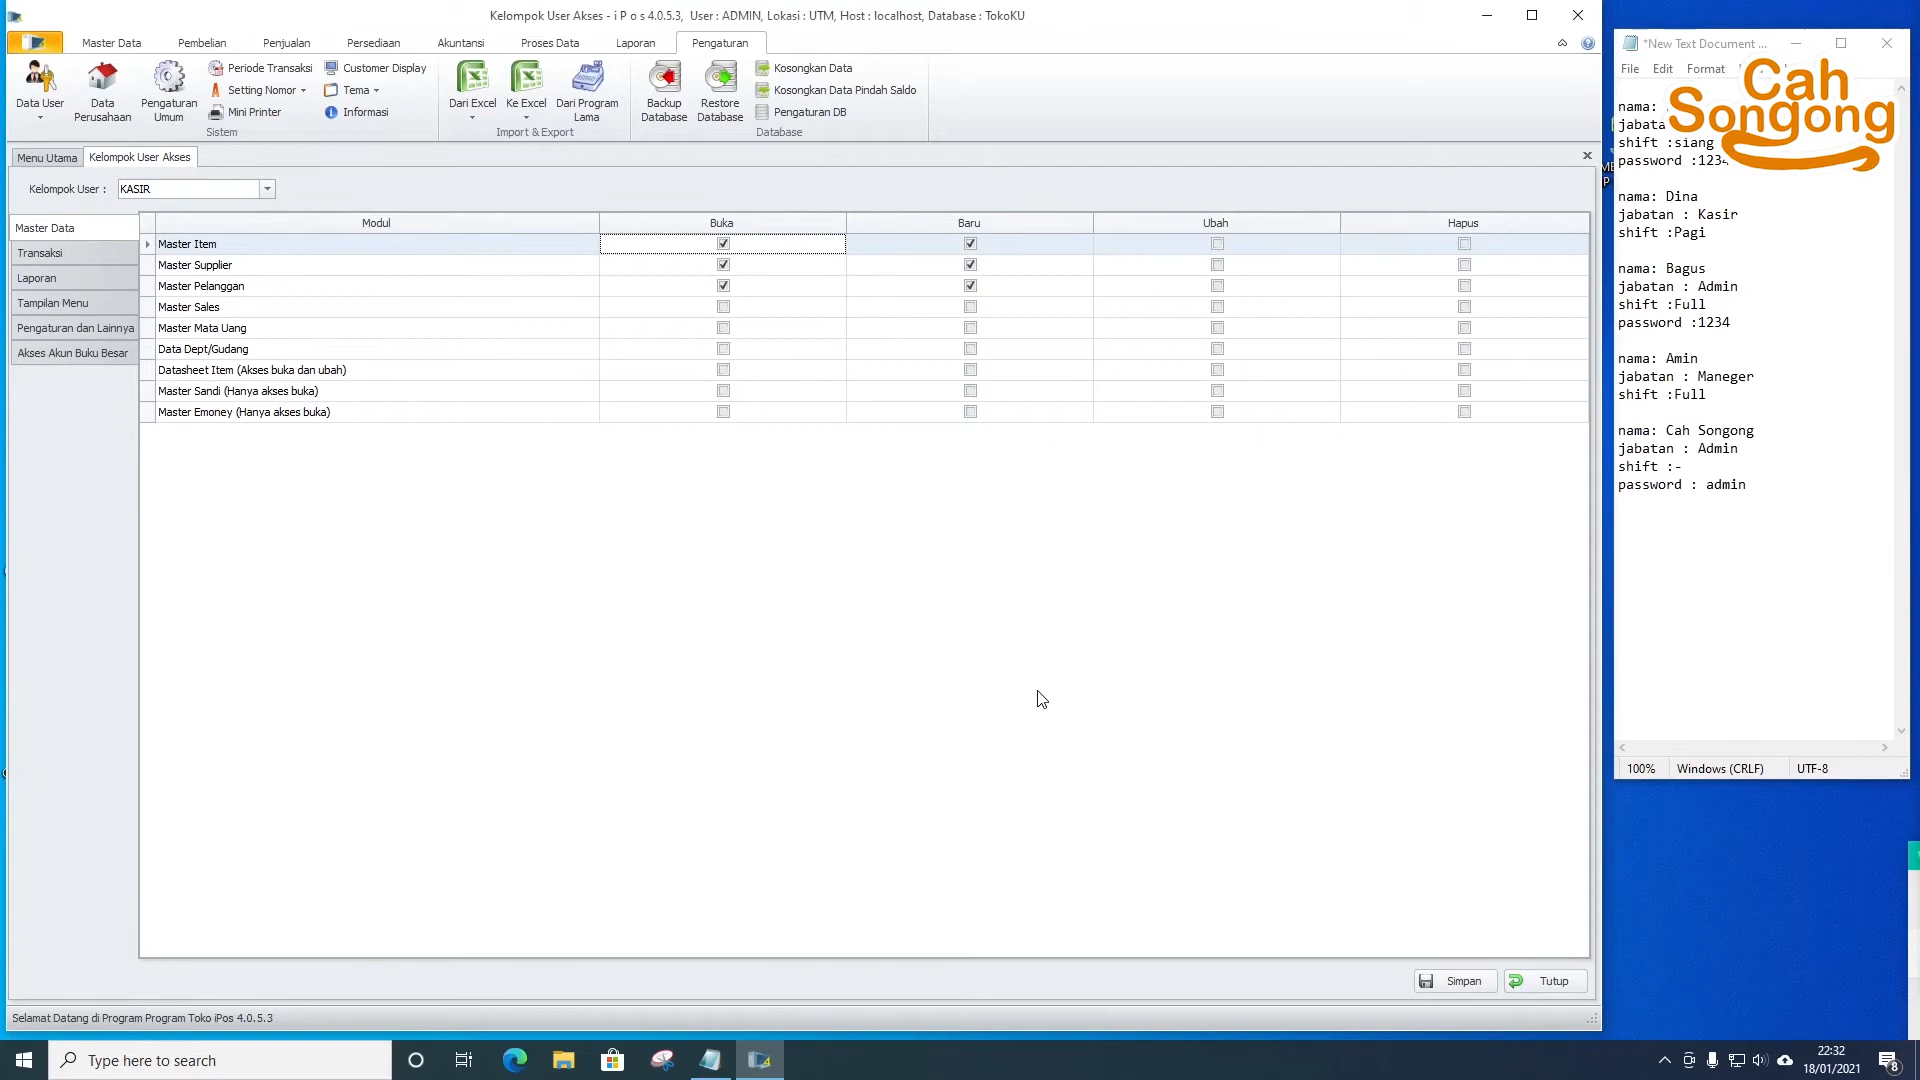 Kelompok User Akses - i P o s 4.0.5.3, User : ADMIN, Lokasi : UTM, Host : localhost, Database : TokoKU
Master Data
Pembelian
Penjualan
Persediaan
Akuntansi
Proses Data
Laporan
Pengaturan
Data User
Data Perusahaan
Pengaturan Umum
Periode Transaksi
Setting Nomor
Mini Printer
Customer Display
Tema
Informasi
Sistem
Dari Excel
Ke Excel
Dari Program Lama
Import & Export
Backup Database
Restore Database
Kosongkan Data
Kosongkan Data Pindah Saldo
Pengaturan DB
Database
Menu Utama
Kelompok User Akses
Kelompok User : KASIR
Master Data
Transaksi
Laporan
Tampilan Menu
Pengaturan dan Lainnya
Akses Akun Buku Besar
Modul Buka Baru Ubah Hapus
Master Item
Master Supplier
Master Pelanggan
Master Sales
Master Mata Uang
Data Dept/Gudang
Datasheet Item (Akses buka dan ubah)
Master Sandi (Hanya akses buka)
Master Emoney (Hanya akses buka)
Simpan
Tutup
Selamat Datang di Program Program Toko iPos 4.0.5.3
*New Text Document ...
File Edit Format
Cah
Songong
nama:
shift :siang
password :1234
nama: Dina
jabatan : Kasir
shift :Pagi
nama: Bagus
jabatan : Admin
shift :Full
password :1234
nama: Amin
jabatan : Maneger
shift :Full
nama: Cah Songong
jabatan : Admin
shift :-
password : admin
100% Windows (CRLF) UTF-8
Type here to search
22:32
18/01/2021
8